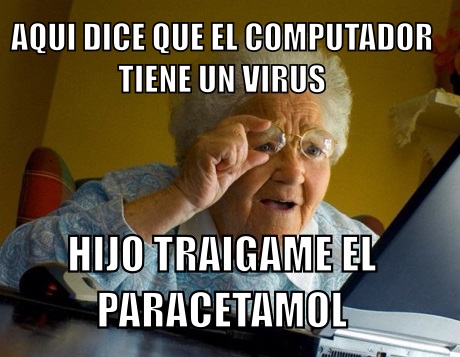 AQUI DICE QUE EL COMPUTADOR
TIENE UN VIRUS
HIJO TRAIGAME EL
PARACETAMOL